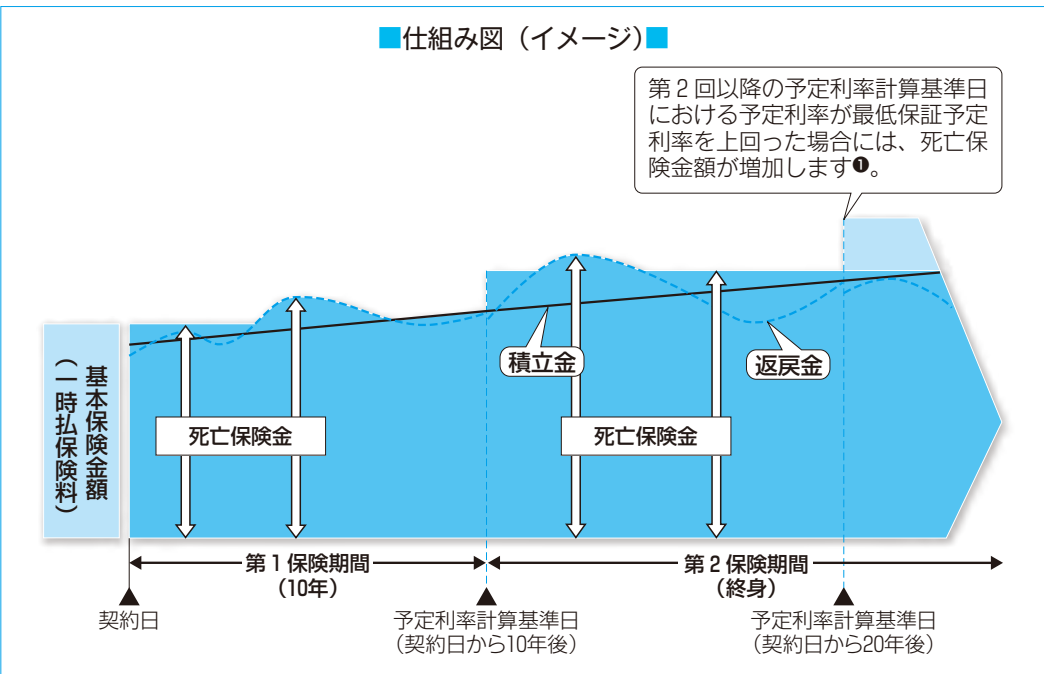 ■仕組み図（イメージ）■
第２回以降の予定利率計算基準日
における予定利率が最低保証予定
利率を上回った場合には、死亡保
険金額が増加します❶。
基本保険金額
（一時払保険料）
積立金
返戻金
死亡保険金
死亡保険金
第１保険期間
（10年）
第２保険期間
（終身）
契約日
予定利率計算基準日
（契約日から10年後）
予定利率計算基準日
（契約日から20年後）